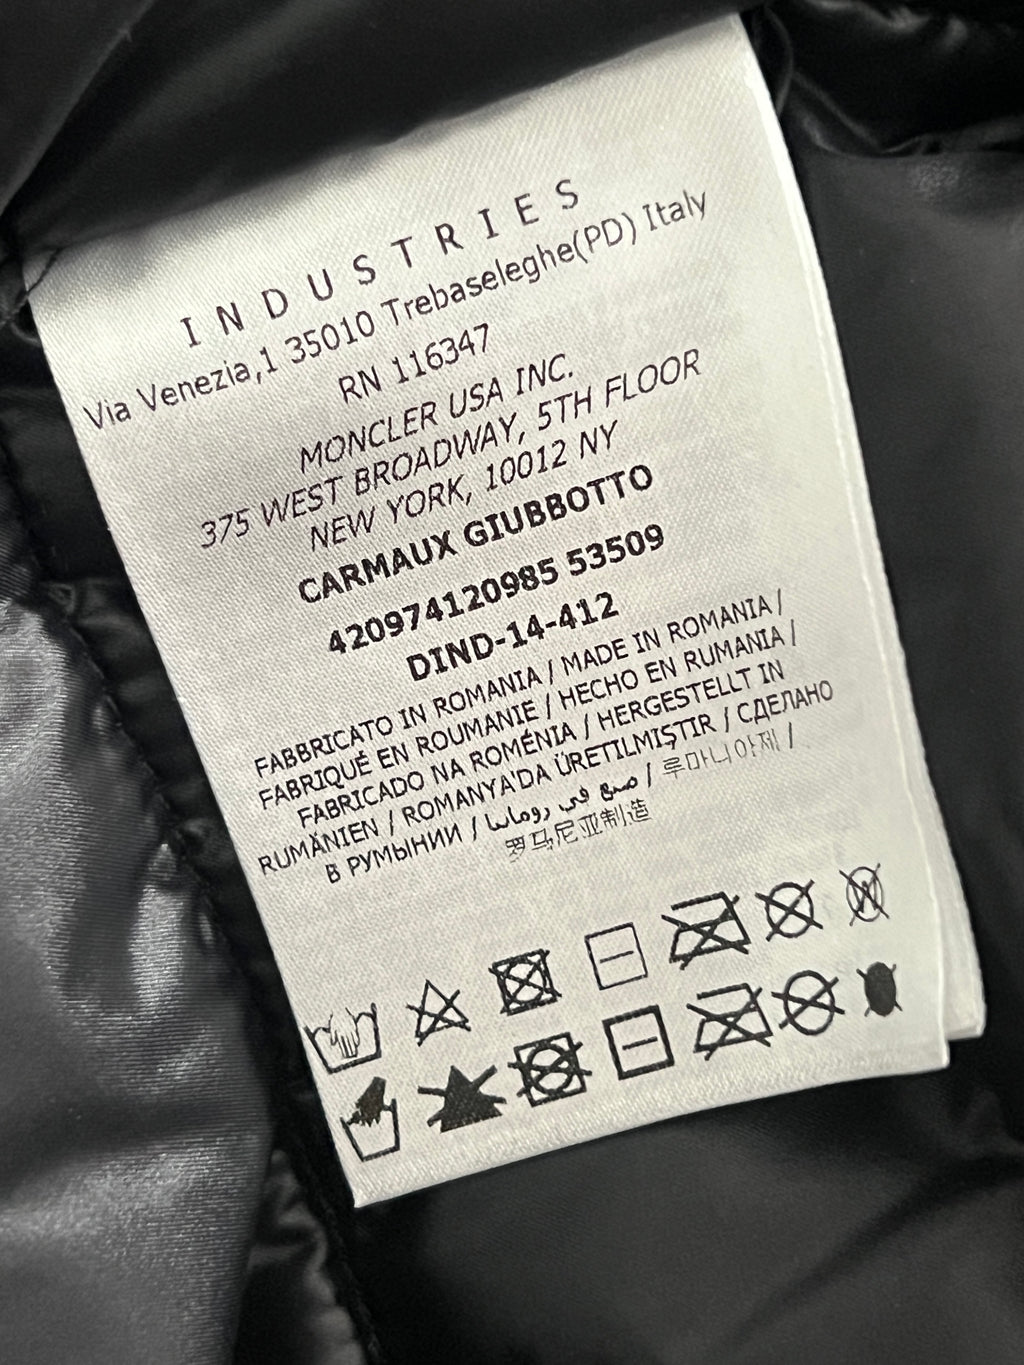 INDUSTRIES
Via Venezia,1 35010 Trebaseleghe(PD) Italy
RN 116347
MONCLER USA INC.
375 WEST BROADWAY, 5TH FLOOR
NEW YORK, 10012 NY
CARMAUX GIUBBOTTO
420974120985 53509
DIND-14-412
FABBRICATO IN ROMANIA / MADE IN ROMANIA /
FABRIQUÉ EN ROUMANIE / HECHO EN RUMANIA /
FABRICADO NA ROMÉNIA / HERGESTELLT IN
RUMÄNIEN / ROMANYA'DA ÜRETILMIŞTIR / СДЕЛАНО
В РУМЫНИИ / صنع في رومانيا / 루마니아제 /
罗马尼亚制造
W